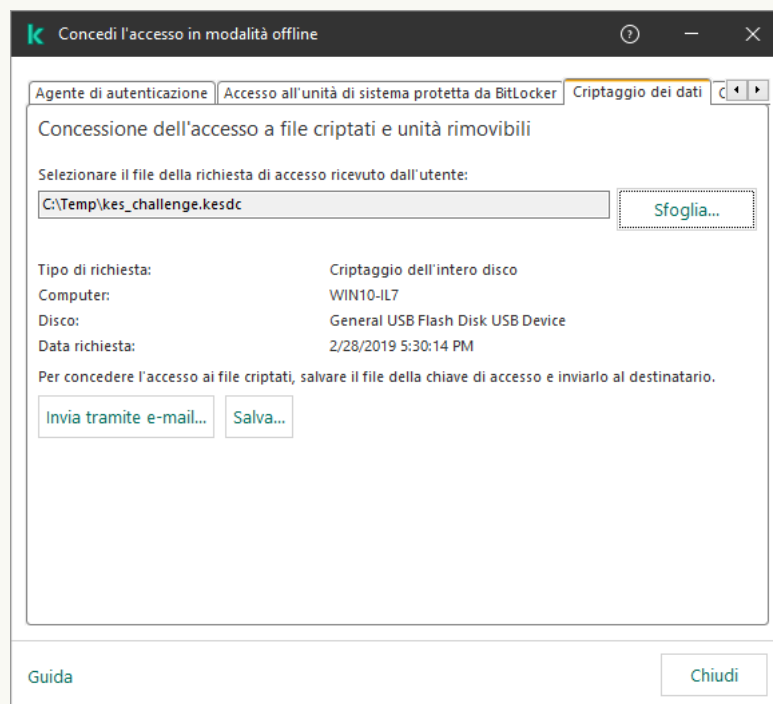 Concedi l'accesso in modalità offline
Agente di autenticazione Accesso all'unità di sistema protetta da BitLocker Criptaggio dei dati
Concessione dell'accesso a file criptati e unità rimovibili
Selezionare il file della richiesta di accesso ricevuto dall'utente:
C:\Temp\kes_challenge.kesdc Sfoglia...
Tipo di richiesta: Criptaggio dell'intero disco
Computer: WIN10-IL7
Disco: General USB Flash Disk USB Device
Data richiesta: 2/28/2019 5:30:14 PM
Per concedere l'accesso ai file criptati, salvare il file della chiave di accesso e inviarlo al destinatario.
Invia tramite e-mail... Salva...
Guida Chiudi